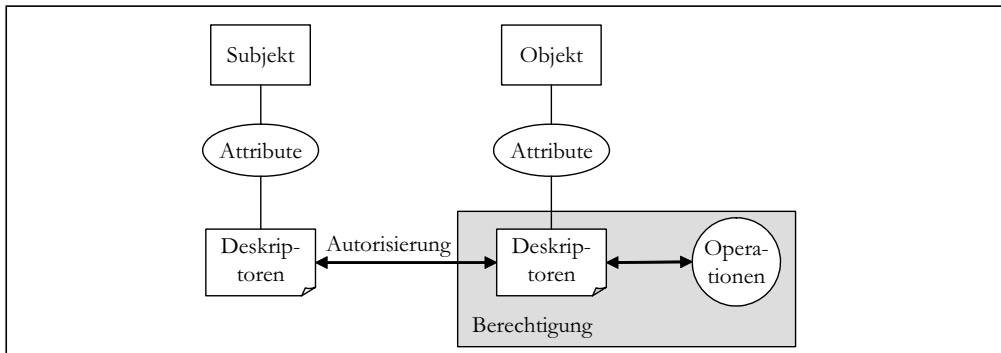 Subjekt
Objekt
Attribute
Attribute
Deskrip-
toren
Autorisierung
Deskrip-
toren
Opera-
tionen
Berechtigung